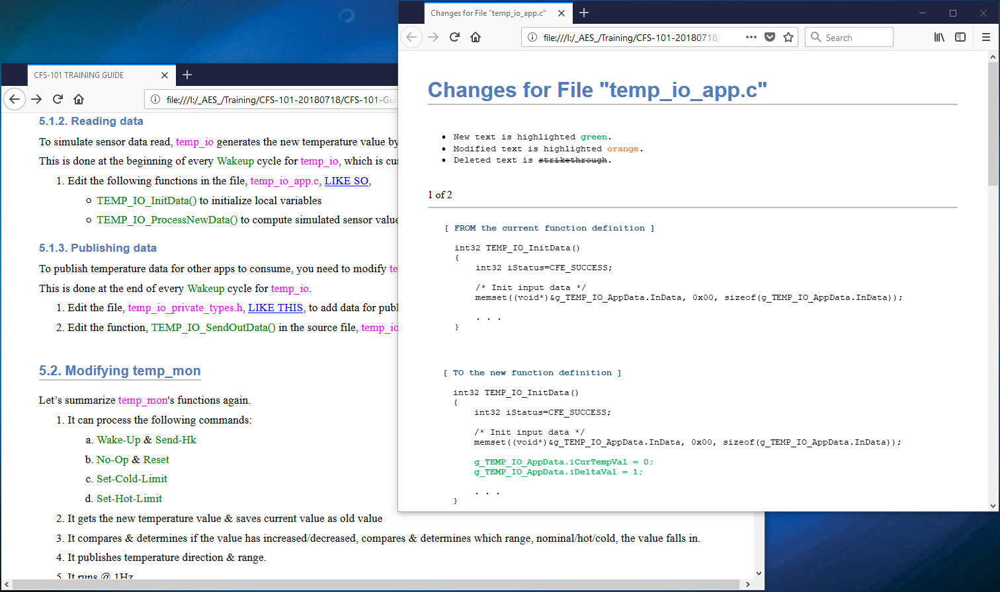 Changes for File "temp_io_app.c"
file:///I:/_AES_/Training/CFS-101-20180718/
Search
Changes for File "temp_io_app.c"
New text is highlighted green.
Modified text is highlighted orange.
Deleted text is strikethrough.
1 of 2
[ FROM the current function definition ]
int32 TEMP_IO_InitData()
{
int32 iStatus=CFE_SUCCESS;
/* Init input data */
memset((void*)&g_TEMP_IO_AppData.InData, 0x00, sizeof(g_TEMP_IO_AppData.InData));
. . .
}
[ TO the new function definition ]
int32 TEMP_IO_InitData()
{
int32 iStatus=CFE_SUCCESS;
/* Init input data */
memset((void*)&g_TEMP_IO_AppData.InData, 0x00, sizeof(g_TEMP_IO_AppData.InData));
g_TEMP_IO_AppData.iCurTempVal = 0;
g_TEMP_IO_AppData.iDeltaVal = 1;
. . .
}
CFS-101 TRAINING GUIDE
file:///I:/_AES_/Training/CFS-101-20180718/CFS-101-Gu
5.1.2. Reading data
To simulate sensor data read, temp_io generates the new temperature value by
This is done at the beginning of every Wakeup cycle for temp_io, which is
1. Edit the following functions in the file, temp_io_app.c, LIKE SO,
TEMP_IO_InitData() to initialize local variables
TEMP_IO_ProcessNewData() to compute simulated sensor value
5.1.3. Publishing data
To publish temperature data for other apps to consume, you need to modify
This is done at the end of every Wakeup cycle for temp_io.
1. Edit the file, temp_io_private_types.h, LIKE THIS, to add data for
2. Edit the function, TEMP_IO_SendOutData() in the source file, temp_io
5.2. Modifying temp_mon
Let’s summarize temp_mon's functions again.
1. It can process the following commands:
a. Wake-Up & Send-Hk
b. No-Op & Reset
c. Set-Cold-Limit
d. Set-Hot-Limit
2. It gets the new temperature value & saves current value as old value
3. It compares & determines if the value has increased/decreased, compares & determines which range, nominal/hot/cold, the value falls in.
4. It publishes temperature direction & range.
5. It runs @ 1Hz